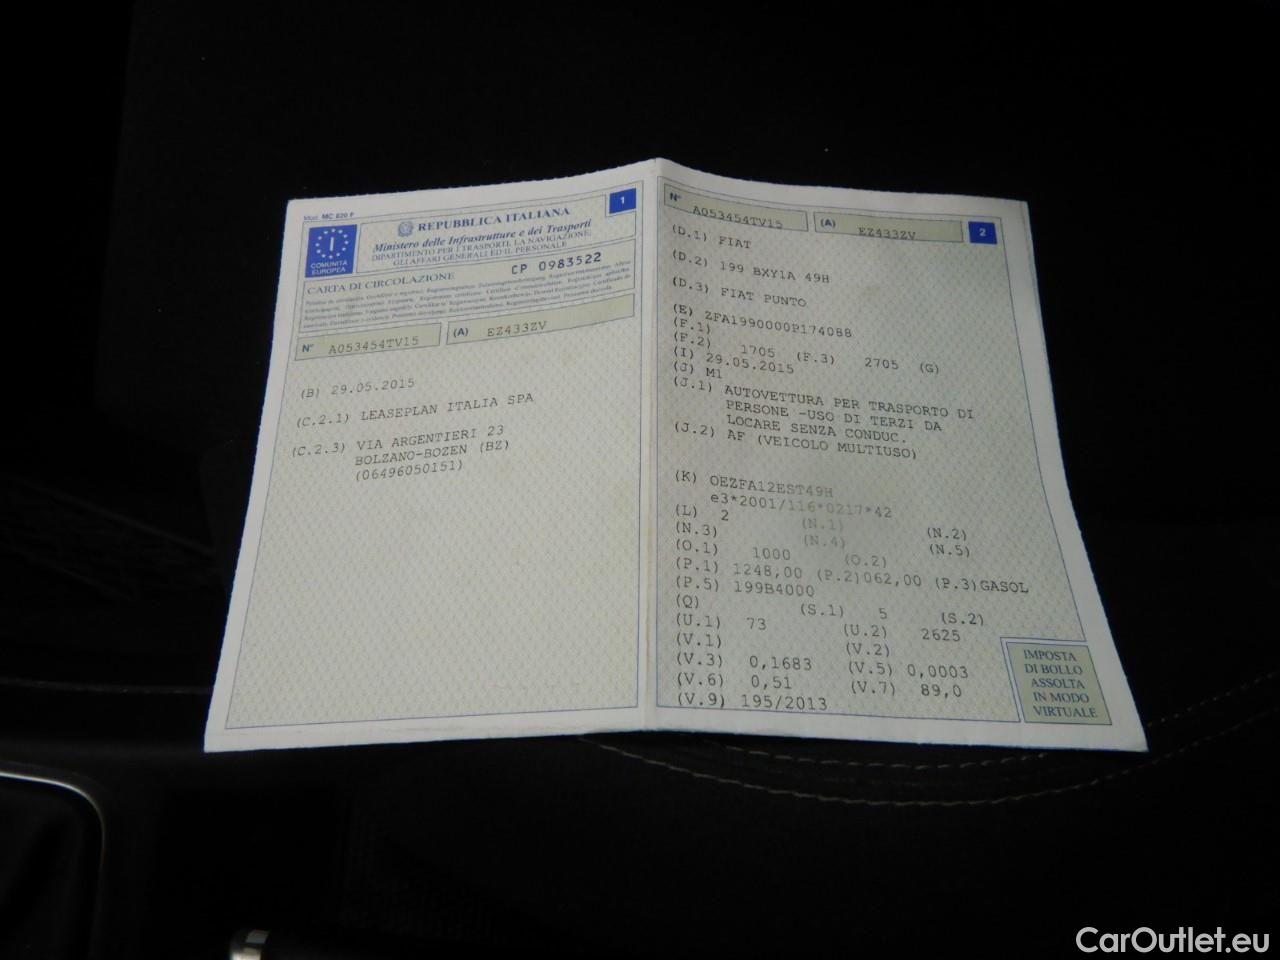 Mod. MC 820 F
1
I
COMUNITÀ
EUROPEA
REPUBBLICA ITALIANA
Ministero delle Infrastrutture e dei Trasporti
DIPARTIMENTO PER I TRASPORTI, LA NAVIGAZIONE,
GLI AFFARI GENERALI ED IL PERSONALE
CARTA DI CIRCOLAZIONE CP 0983522
N° A053454TV15 (A) EZ433ZV
(B) 29.05.2015
(C.2.1) LEASEPLAN ITALIA SPA
(C.2.3) VIA ARGENTIERI 23
BOLZANO-BOZEN (BZ)
(06496050151)
N° A053454TV15 (A) EZ433ZV 2
(D.1) FIAT
(D.2) 199 BXY1A 49H
(D.3) FIAT PUNTO
(E) ZFA1990000P174088
(F.1)
(F.2) 1705 (F.3) 2705 (G)
(I) 29.05.2015
(J) M1
(J.1) AUTOVETTURA PER TRASPORTO DI
PERSONE -USO DI TERZI DA
LOCARE SENZA CONDUC.
(J.2) AF (VEICOLO MULTIUSO)
(K) OEZFA12EST49H
e3*2001/116*0217*42
(L) 2 (N.1) (N.2)
(N.3) (N.4) (N.5)
(O.1) 1000 (O.2)
(P.1) 1248,00 (P.2)062,00 (P.3)GASOL
(P.5) 199B4000
(Q) (S.1) 5 (S.2)
(U.1) 73 (U.2) 2625
(V.1) (V.2)
(V.3) 0,1683 (V.5) 0,0003
(V.6) 0,51 (V.7) 89,0
(V.9) 195/2013
IMPOSTA
DI BOLLO
ASSOLTA
IN MODO
VIRTUALE
CarOutlet.eu